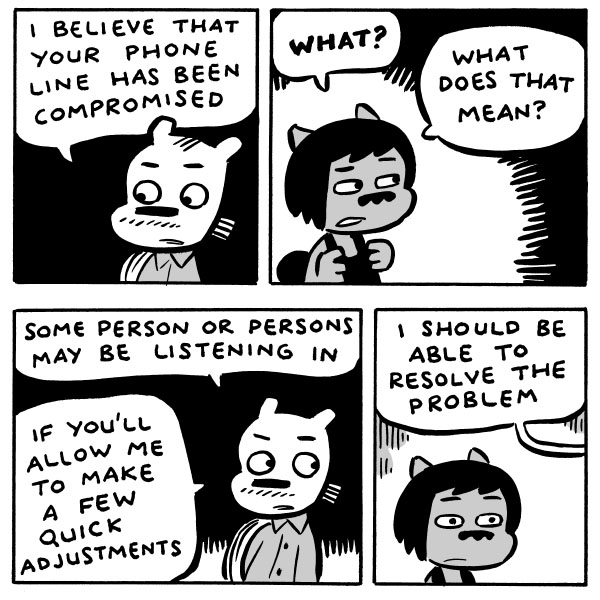 I BELIEVE THAT
YOUR PHONE
LINE HAS BEEN
COMPROMISED
WHAT?
WHAT
DOES THAT
MEAN?
SOME PERSON OR PERSONS
MAY BE LISTENING IN
IF YOU'LL
ALLOW ME
TO MAKE
A FEW
QUICK
ADJUSTMENTS
I SHOULD BE
ABLE TO
RESOLVE THE
PROBLEM